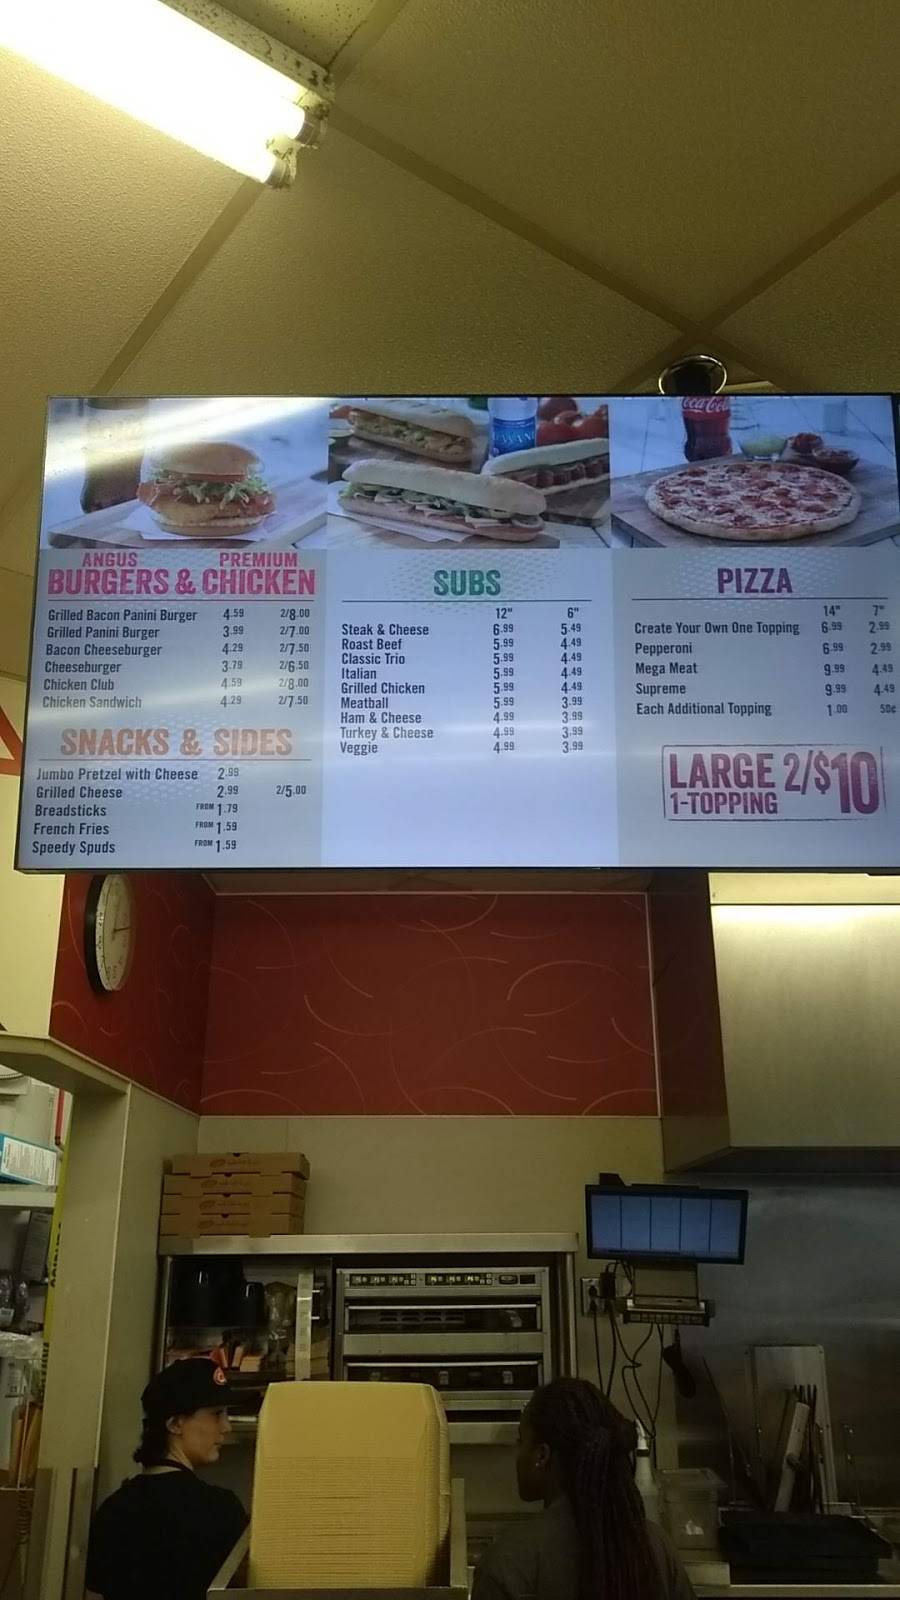 Coca-Cola
DASANI
ANGUS PREMIUM
BURGERS & CHICKEN
Grilled Bacon Panini Burger 4.59 2/8.00
Grilled Panini Burger 3.99 2/7.00
Bacon Cheeseburger 4.29 2/7.50
Cheeseburger 3.79 2/6.50
Chicken Club 4.59 2/8.00
Chicken Sandwich 4.29 2/7.50
SNACKS & SIDES
Jumbo Pretzel with Cheese 2.99
Grilled Cheese 2.99 2/5.00
Breadsticks FROM 1.79
French Fries FROM 1.59
Speedy Spuds FROM 1.59
SUBS
12" 6"
Steak & Cheese 6.99 5.49
Roast Beef 5.99 4.49
Classic Trio 5.99 4.49
Italian 5.99 4.49
Grilled Chicken 5.99 4.49
Meatball 5.99 3.99
Ham & Cheese 4.99 3.99
Turkey & Cheese 4.99 3.99
Veggie 4.99 3.99
PIZZA
14" 7"
Create Your Own One Topping 6.99 2.99
Pepperoni 6.99 2.99
Mega Meat 9.99 4.49
Supreme 9.99 4.49
Each Additional Topping 1.00 50¢
LARGE 2/$10
1-TOPPING